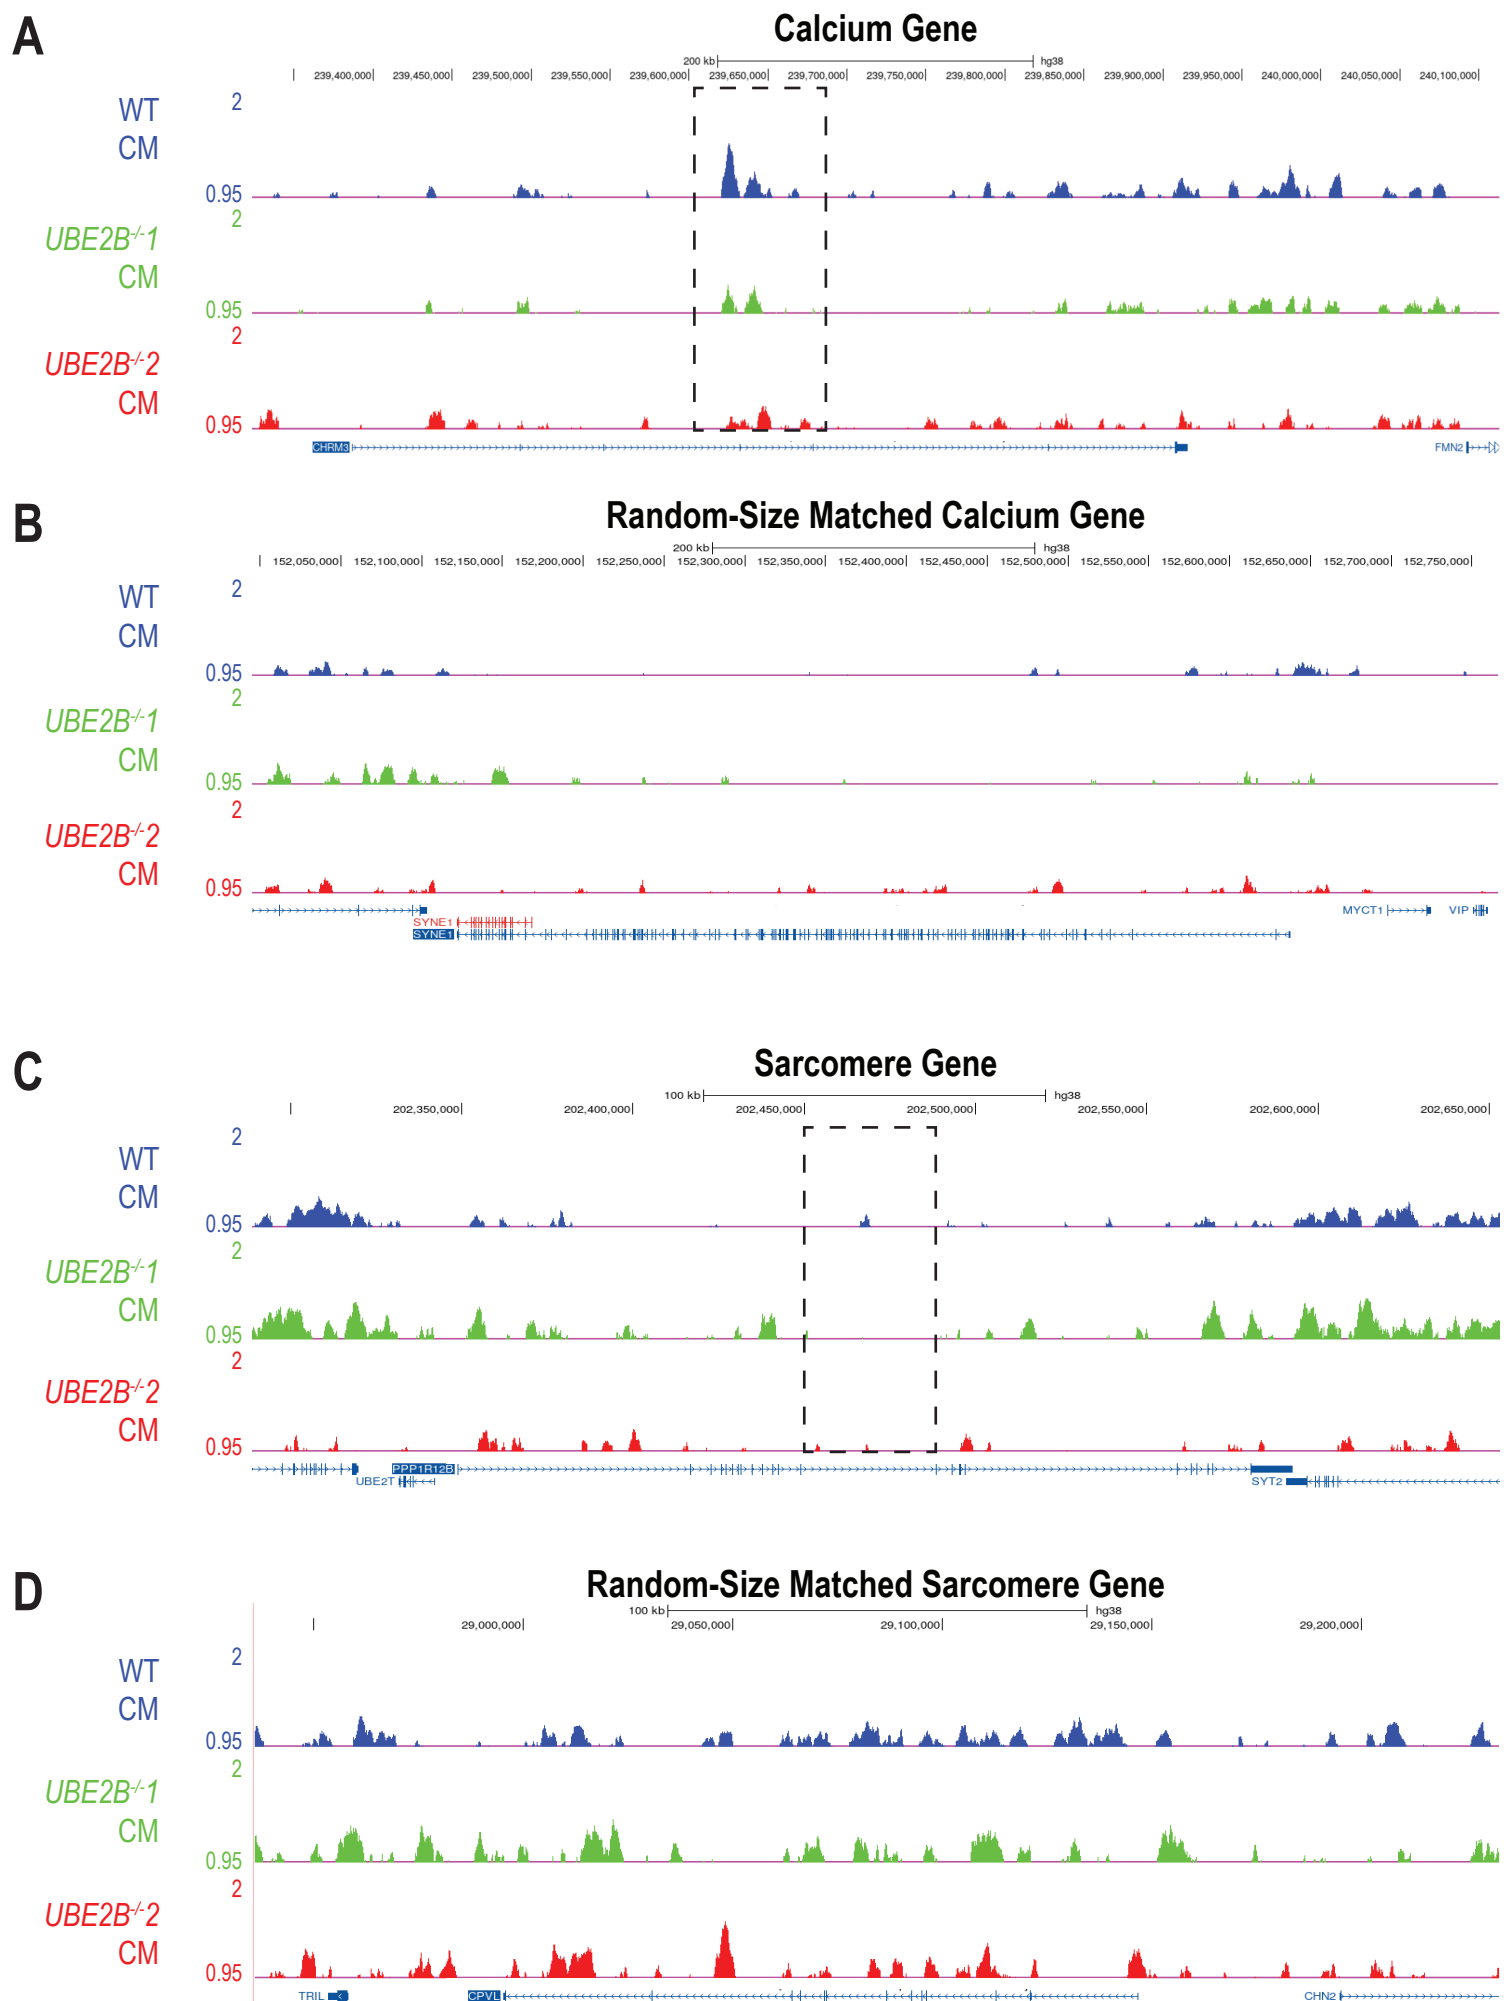 A
Calcium Gene
200 kb hg38
239,400,000 239,450,000 239,500,000 239,550,000 239,600,000 239,650,000 239,700,000 239,750,000 239,800,000 239,850,000 239,900,000 239,950,000 240,000,000 240,050,000 240,100,000
WT 2
CM
0.95
2
UBE2B-/-1
CM
0.95
2
UBE2B-/-2
CM
0.95
CHRM3 FMN2
B
Random-Size Matched Calcium Gene
200 kb hg38
152,050,000 152,100,000 152,150,000 152,200,000 152,250,000 152,300,000 152,350,000 152,400,000 152,450,000 152,500,000 152,550,000 152,600,000 152,650,000 152,700,000 152,750,000
WT 2
CM
0.95
2
UBE2B-/-1
CM
0.95
2
UBE2B-/-2
CM
0.95
MYCT1 VIP
SYNE1
SYNE1
C
Sarcomere Gene
100 kb hg38
202,350,000 202,400,000 202,450,000 202,500,000 202,550,000 202,600,000 202,650,000
WT 2
CM
0.95
2
UBE2B-/-1
CM
0.95
2
UBE2B-/-2
CM
0.95
PPP1R12B
UBE2T SYT2
D
Random-Size Matched Sarcomere Gene
100 kb hg38
29,000,000 29,050,000 29,100,000 29,150,000 29,200,000
WT 2
CM
0.95
2
UBE2B-/-1
CM
0.95
2
UBE2B-/-2
CM
0.95
TRIL CPVL CHN2